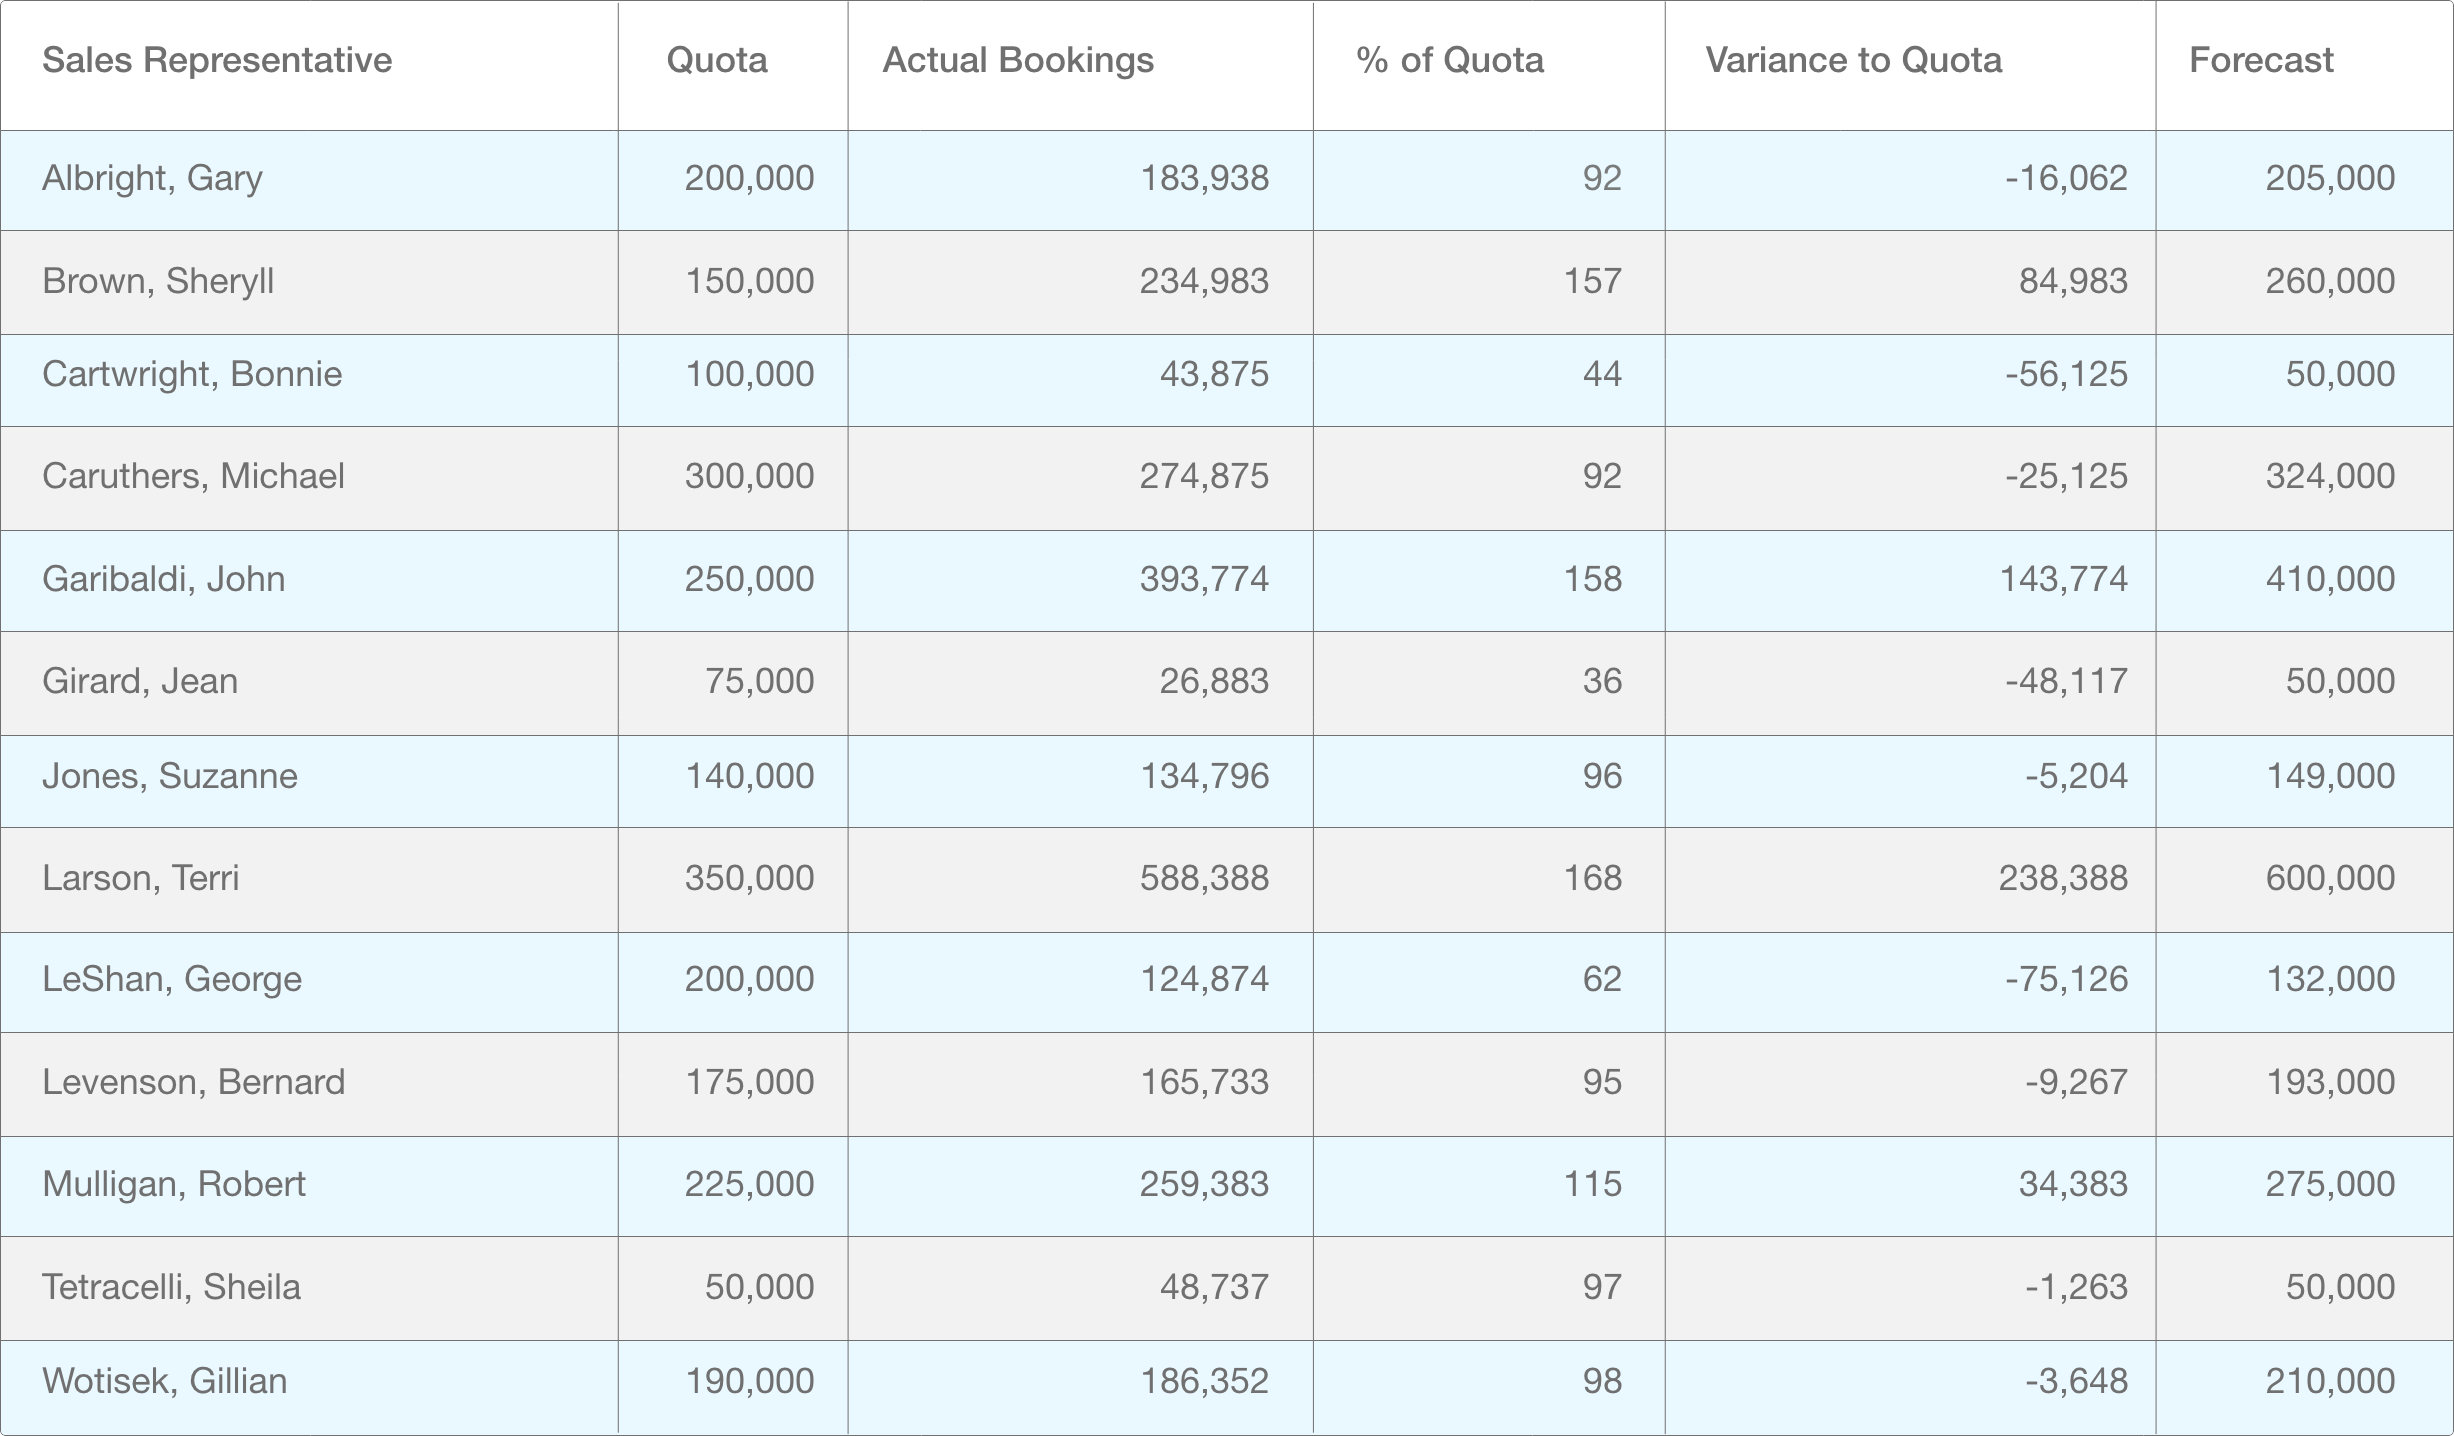 Sales Representative Quota Actual Bookings % of Quota Variance to Quota Forecast
Albright, Gary 200,000 183,938 92 -16,062 205,000
Brown, Sheryll 150,000 234,983 157 84,983 260,000
Cartwright, Bonnie 100,000 43,875 44 -56,125 50,000
Caruthers, Michael 300,000 274,875 92 -25,125 324,000
Garibaldi, John 250,000 393,774 158 143,774 410,000
Girard, Jean 75,000 26,883 36 -48,117 50,000
Jones, Suzanne 140,000 134,796 96 -5,204 149,000
Larson, Terri 350,000 588,388 168 238,388 600,000
LeShan, George 200,000 124,874 62 -75,126 132,000
Levenson, Bernard 175,000 165,733 95 -9,267 193,000
Mulligan, Robert 225,000 259,383 115 34,383 275,000
Tetracelli, Sheila 50,000 48,737 97 -1,263 50,000
Wotisek, Gillian 190,000 186,352 98 -3,648 210,000